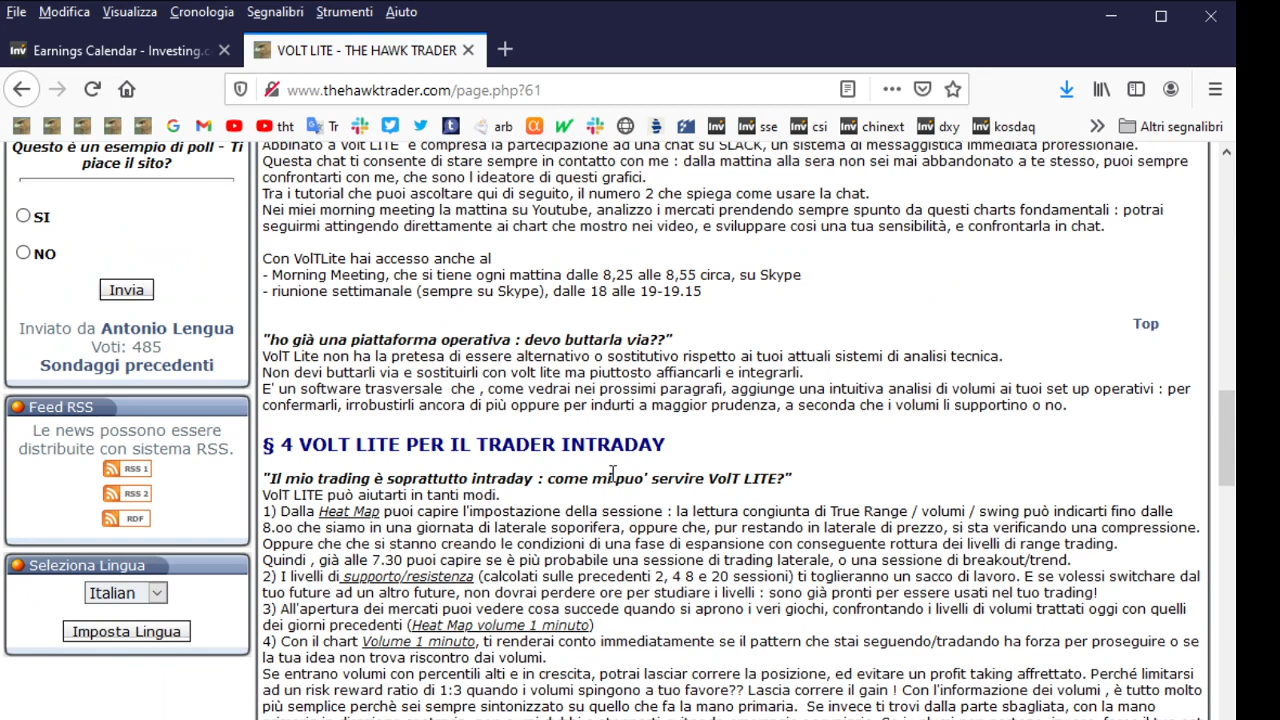 File Modifica Visualizza Cronologia Segnalibri Strumenti Aiuto
Inv Earnings Calendar - Investing.c
VOLT LITE - THE HAWK TRADER
www.thehawktrader.com/page.php?61
tht Tr arb Inv Inv sse Inv csi Inv chinext Inv dxy Inv kosdaq Altri segnalibri
Questo è un esempio di poll - Ti
piace il sito?
SI
NO
Invia
Inviato da Antonio Lengua
Voti: 485
Sondaggi precedenti
Feed RSS
Le news possono essere
distribuite con sistema RSS.
RSS 1
RSS 2
RDF
Seleziona Lingua
Italian
Imposta Lingua
Abbinato a volt LITE è compresa la partecipazione ad una chat su SLACK, un sistema di messaggistica immediata professionale.
Questa chat ti consente di stare sempre in contatto con me : dalla mattina alla sera non sei mai abbandonato a te stesso, puoi sempre
confrontarti con me, che sono l ideatore di questi grafici.
Tra i tutorial che puoi ascoltare qui di seguito, il numero 2 che spiega come usare la chat.
Nei miei morning meeting la mattina su Youtube, analizzo i mercati prendendo sempre spunto da questi charts fondamentali : potrai
seguirmi attingendo direttamente ai chart che mostro nei video, e sviluppare cosi una tua sensibilità, e confrontarla in chat.
Con VolTLite hai accesso anche al
- Morning Meeting, che si tiene ogni mattina dalle 8,25 alle 8,55 circa, su Skype
- riunione settimanale (sempre su Skype), dalle 18 alle 19-19.15
Top
"ho già una piattaforma operativa : devo buttarla via??"
VolT Lite non ha la pretesa di essere alternativo o sostitutivo rispetto ai tuoi attuali sistemi di analisi tecnica.
Non devi buttarli via e sostituirli con volt lite ma piuttosto affiancarli e integrarli.
E' un software trasversale che , come vedrai nei prossimi paragrafi, aggiunge una intuitiva analisi di volumi ai tuoi set up operativi : per
confermarli, irrobustirli ancora di più oppure per indurti a maggior prudenza, a seconda che i volumi li supportino o no.
§ 4 VOLT LITE PER IL TRADER INTRADAY
"Il mio trading è soprattutto intraday : come mi puo' servire VolT LITE?"
VolT LITE può aiutarti in tanti modi.
1) Dalla Heat Map puoi capire l'impostazione della sessione : la lettura congiunta di True Range / volumi / swing può indicarti fino dalle
8.oo che siamo in una giornata di laterale soporifera, oppure che, pur restando in laterale di prezzo, si sta verificando una compressione.
Oppure che che si stanno creando le condizioni di una fase di espansione con conseguente rottura dei livelli di range trading.
Quindi , già alle 7.30 puoi capire se è più probabile una sessione di trading laterale, o una sessione di breakout/trend.
2) I livelli di supporto/resistenza (calcolati sulle precedenti 2, 4 8 e 20 sessioni) ti toglieranno un sacco di lavoro. E se volessi switchare dal
tuo future ad un altro future, non dovrai perdere ore per studiare i livelli : sono già pronti per essere usati nel tuo trading!
3) All'apertura dei mercati puoi vedere cosa succede quando si aprono i veri giochi, confrontando i livelli di volumi trattati oggi con quelli
dei giorni precedenti (Heat Map volume 1 minuto)
4) Con il chart Volume 1 minuto, ti renderai conto immediatamente se il pattern che stai seguendo/tradando ha forza per proseguire o se
la tua idea non trova riscontro dai volumi.
Se entrano volumi con percentili alti e in crescita, potrai lasciar correre la posizione, ed evitare un profit taking affrettato. Perché limitarsi
ad un risk reward ratio di 1:3 quando i volumi spingono a tuo favore?? Lascia correre il gain ! Con l'informazione dei volumi , è tutto molto
più semplice perchè sei sempre sintonizzato su quello che fa la mano primaria. Se invece ti trovi dalla parte sbagliata, con la mano